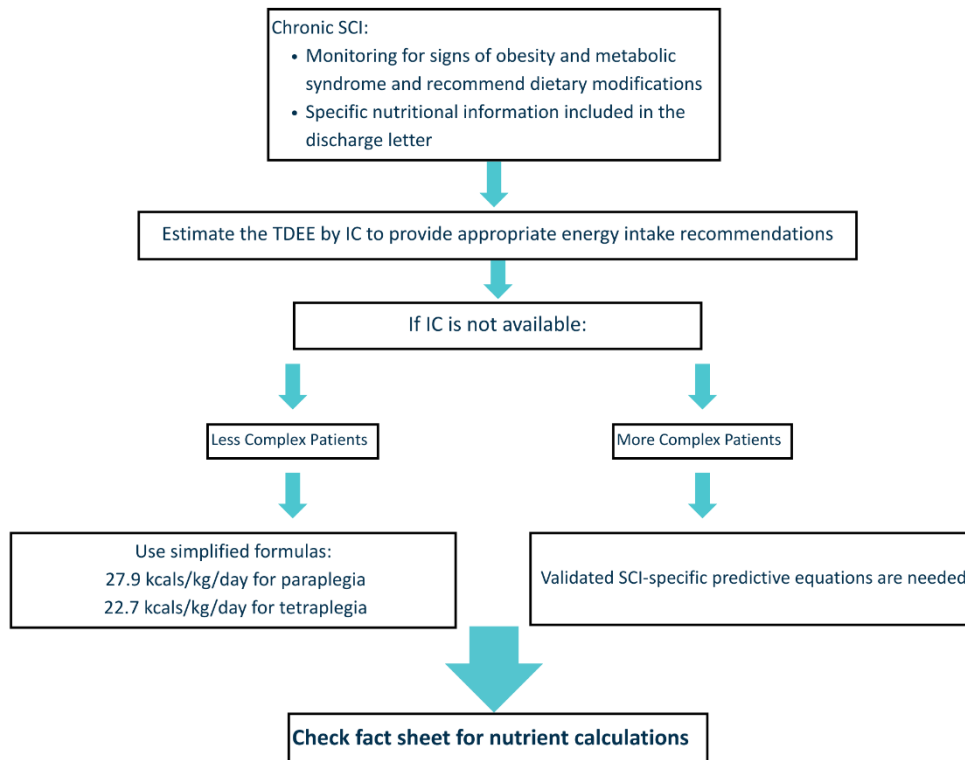 Chronic SCI:
• Monitoring for signs of obesity and metabolic
syndrome and recommend dietary modifications
• Specific nutritional information included in the
discharge letter
Estimate the TDEE by IC to provide appropriate energy intake recommendations
If IC is not available:
Less Complex Patients
More Complex Patients
Use simplified formulas:
27.9 kcals/kg/day for paraplegia
22.7 kcals/kg/day for tetraplegia
Validated SCI-specific predictive equations are needed
Check fact sheet for nutrient calculations